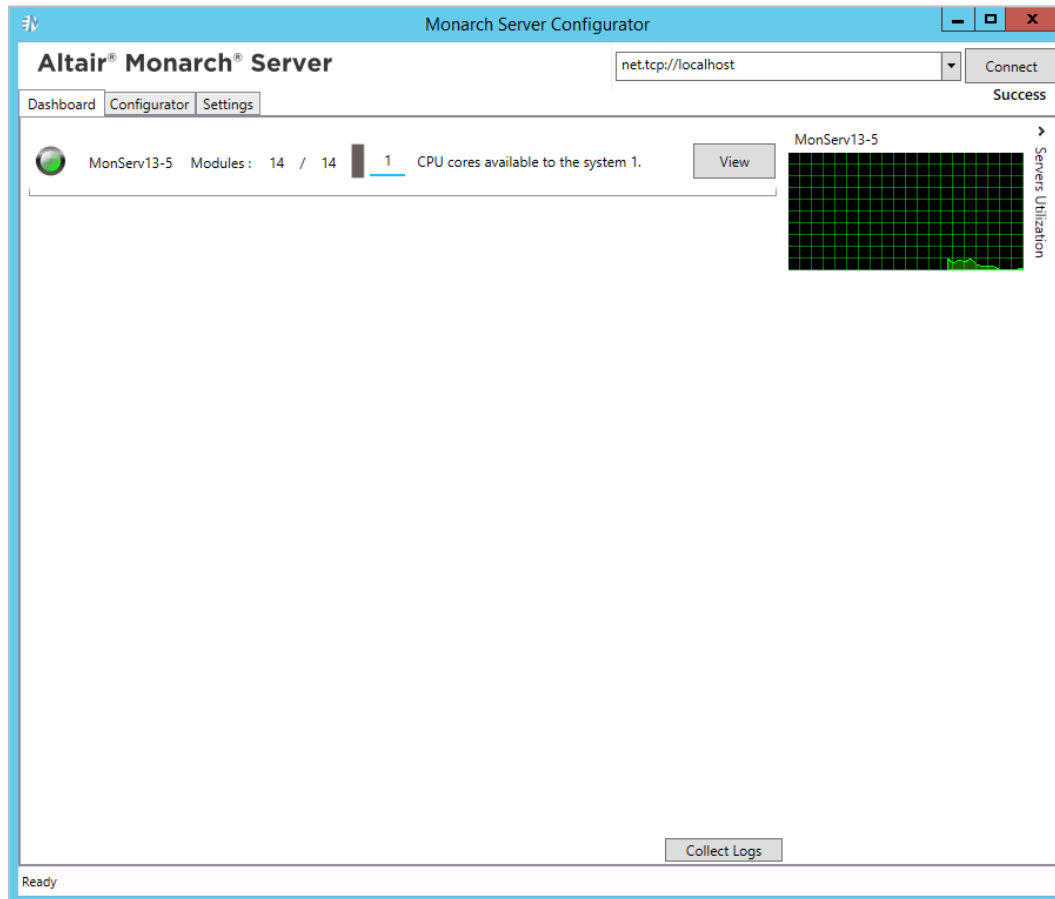 Monarch Server Configurator
Altair® Monarch® Server
net.tcp://localhost
Connect
Success
Dashboard Configurator Settings
MonServ13-5 Modules : 14 / 14 1 CPU cores available to the system 1. View
MonServ13-5
Servers Utilization
Collect Logs
Ready